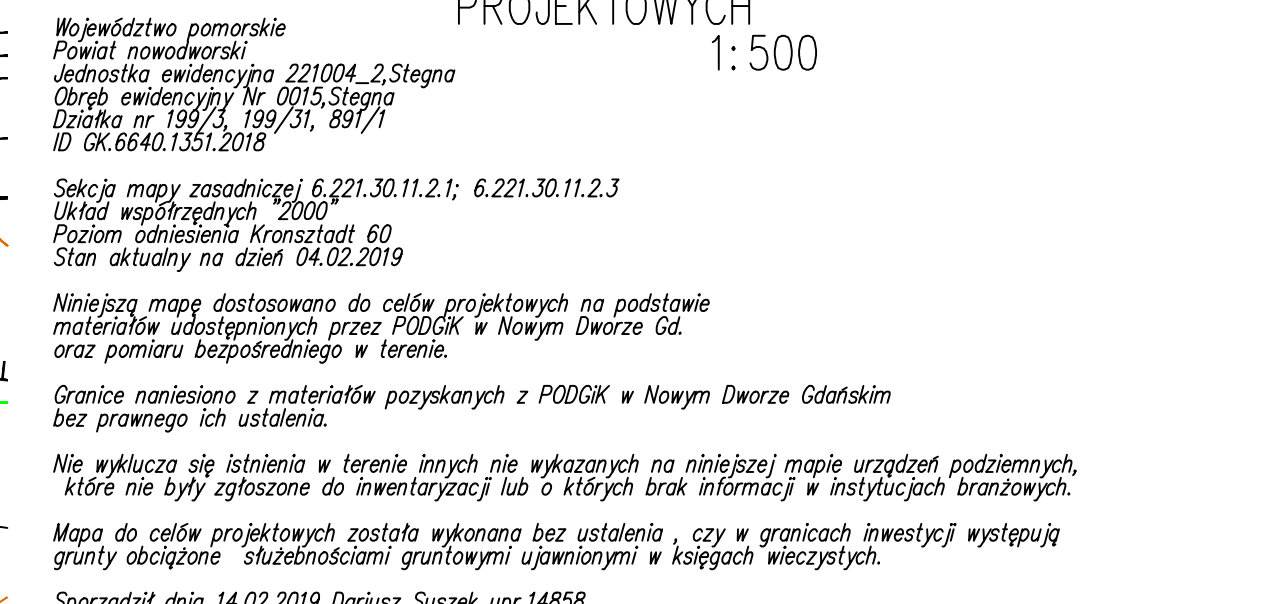 PROJEKTOWYCH
1:500
Województwo pomorskie
Powiat nowodworski
Jednostka ewidencyjna 221004_2,Stegna
Obręb ewidencyjny Nr 0015,Stegna
Działka nr 199/3, 199/31, 891/1
ID GK.6640.1351.2018
Sekcja mapy zasadniczej 6.221.30.11.2.1; 6.221.30.11.2.3
Układ współrzędnych "2000"
Poziom odniesienia Kronsztadt 60
Stan aktualny na dzień 04.02.2019
Niniejszą mapę dostosowano do celów projektowych na podstawie
materiałów udostępnionych przez PODGiK w Nowym Dworze Gd.
oraz pomiaru bezpośredniego w terenie.
Granice naniesiono z materiałów pozyskanych z PODGiK w Nowym Dworze Gdańskim
bez prawnego ich ustalenia.
Nie wyklucza się istnienia w terenie innych nie wykazanych na niniejszej mapie urządzeń podziemnych,
które nie były zgłoszone do inwentaryzacji lub o których brak informacji w instytucjach branżowych.
Mapa do celów projektowych została wykonana bez ustalenia , czy w granicach inwestycji występują
grunty obciążone służebnościami gruntowymi ujawnionymi w księgach wieczystych.
Sporządził dnia 14.02.2019 Dariusz Suszek upr.14858